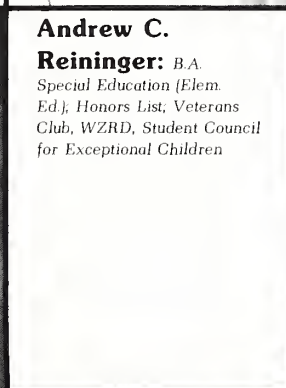 Andrew C.
Reininger: B.A.
Special Education (Elem.
Ed.); Honors List; Veterans
Club, WZRD, Student Council
for Exceptional Children